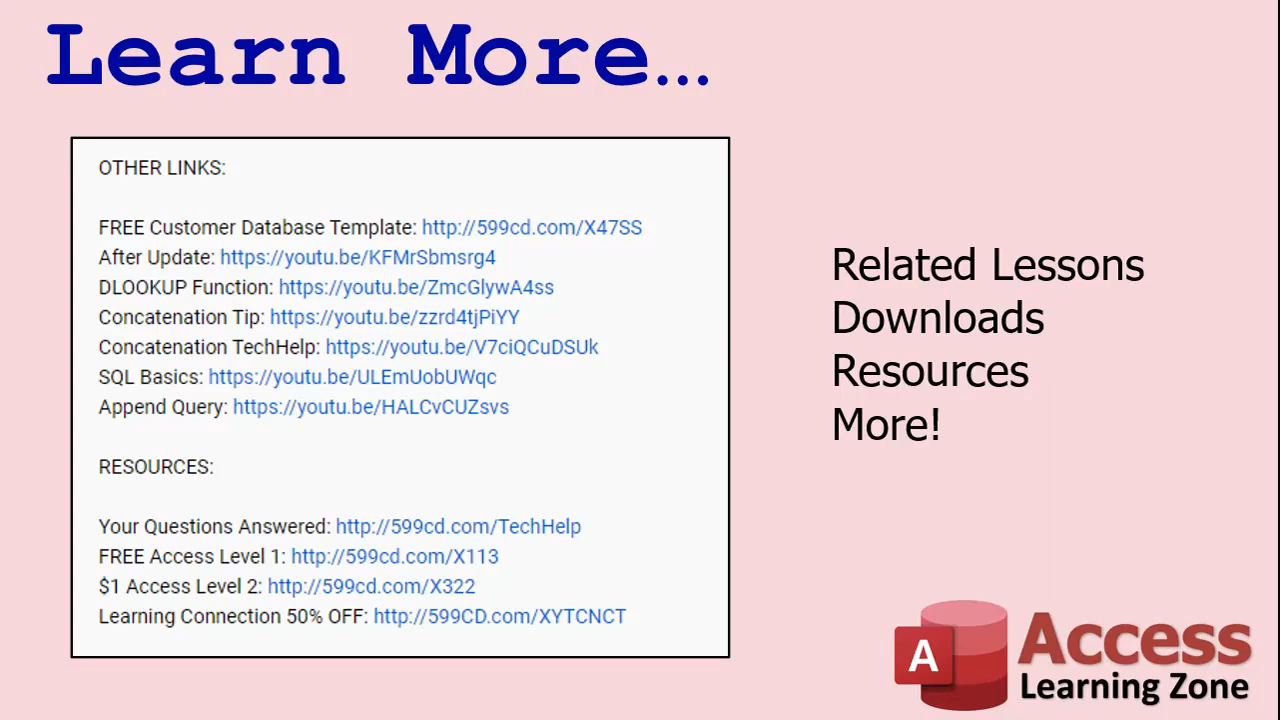 Learn More...
OTHER LINKS:
FREE Customer Database Template: http://599cd.com/X47SS
After Update: https://youtu.be/KFMrSbmsrg4
DLOOKUP Function: https://youtu.be/ZmcGlywA4ss
Concatenation Tip: https://youtu.be/zzrd4tjPiYY
Concatenation TechHelp: https://youtu.be/V7ciQCuDSUk
SQL Basics: https://youtu.be/ULEmUobUWqc
Append Query: https://youtu.be/HALCvCUZsvs
RESOURCES:
Your Questions Answered: http://599cd.com/TechHelp
FREE Access Level 1: http://599cd.com/X113
$1 Access Level 2: http://599cd.com/X322
Learning Connection 50% OFF: http://599CD.com/XYTCNCT
Related Lessons
Downloads
Resources
More!
A
Access
Learning Zone